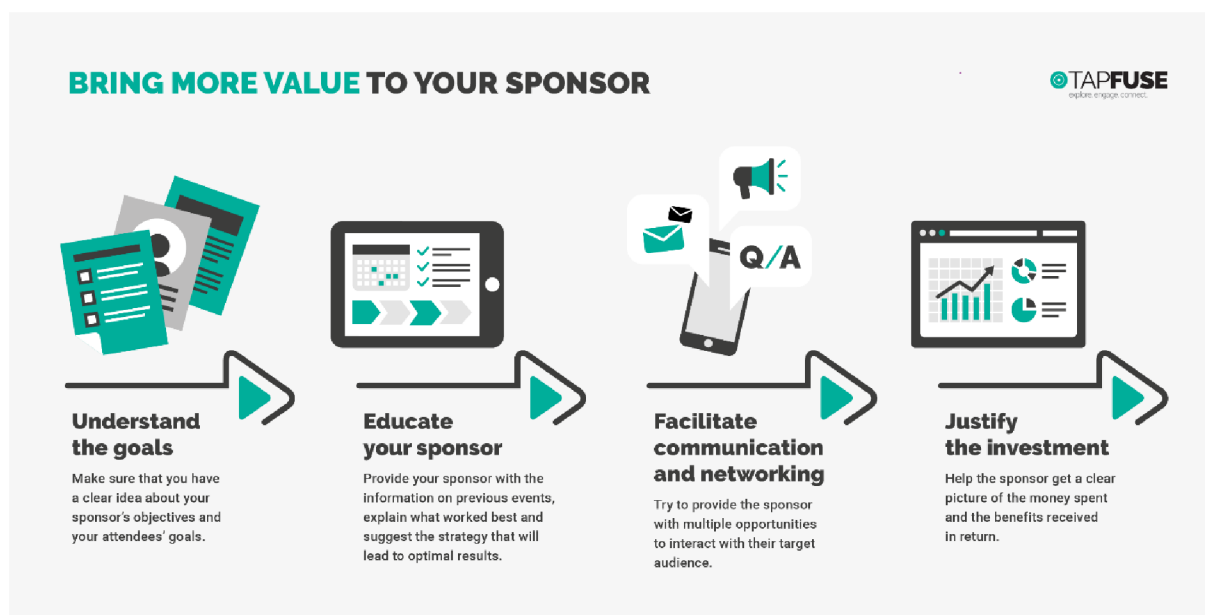 BRING MORE VALUE TO YOUR SPONSOR
TAPFUSE
explore. engage. connect.
Q/A
Understand
the goals
Make sure that you have
a clear idea about your
sponsor's objectives and
your attendees' goals.
Educate
your sponsor
Provide your sponsor with the
information on previous events,
explain what worked best and
suggest the strategy that will
lead to optimal results.
Facilitate
communication
and networking
Try to provide the sponsor
with multiple opportunities
to interact with their target
audience.
Justify
the investment
Help the sponsor get a clear
picture of the money spent
and the benefits received
in return.